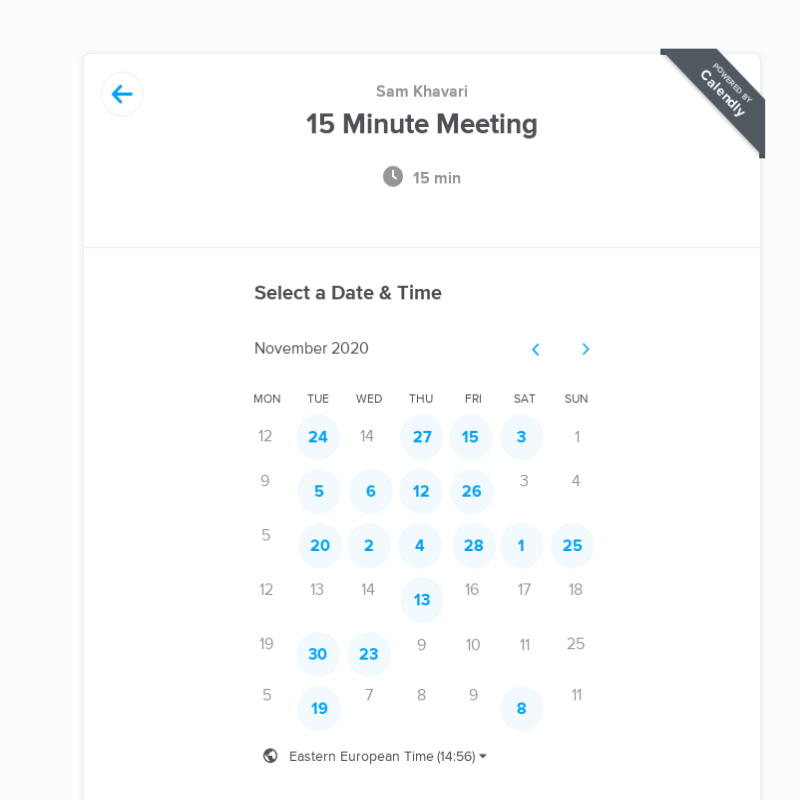 POWERED BY
Calendly
Sam Khavari
15 Minute Meeting
15 min
Select a Date & Time
November 2020
MON TUE WED THU FRI SAT SUN
12 24 14 27 15 3 1
9 5 6 12 26 3 4
5 20 2 4 28 1 25
12 13 14 13 16 17 18
19 30 23 9 10 11 25
5 19 7 8 9 8 11
Eastern European Time (14:56)